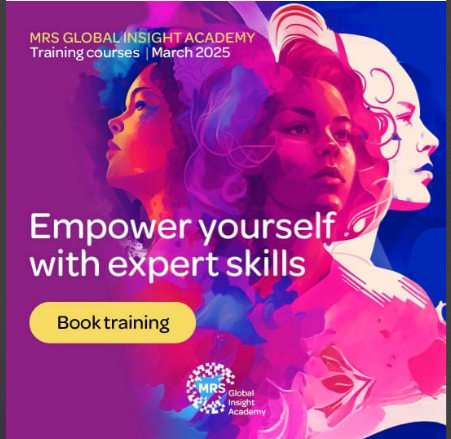 MRS GLOBAL INSIGHT ACADEMY
Training courses | March 2025
Empower yourself
with expert skills
Book training
MRS
Global
Insight
Academy